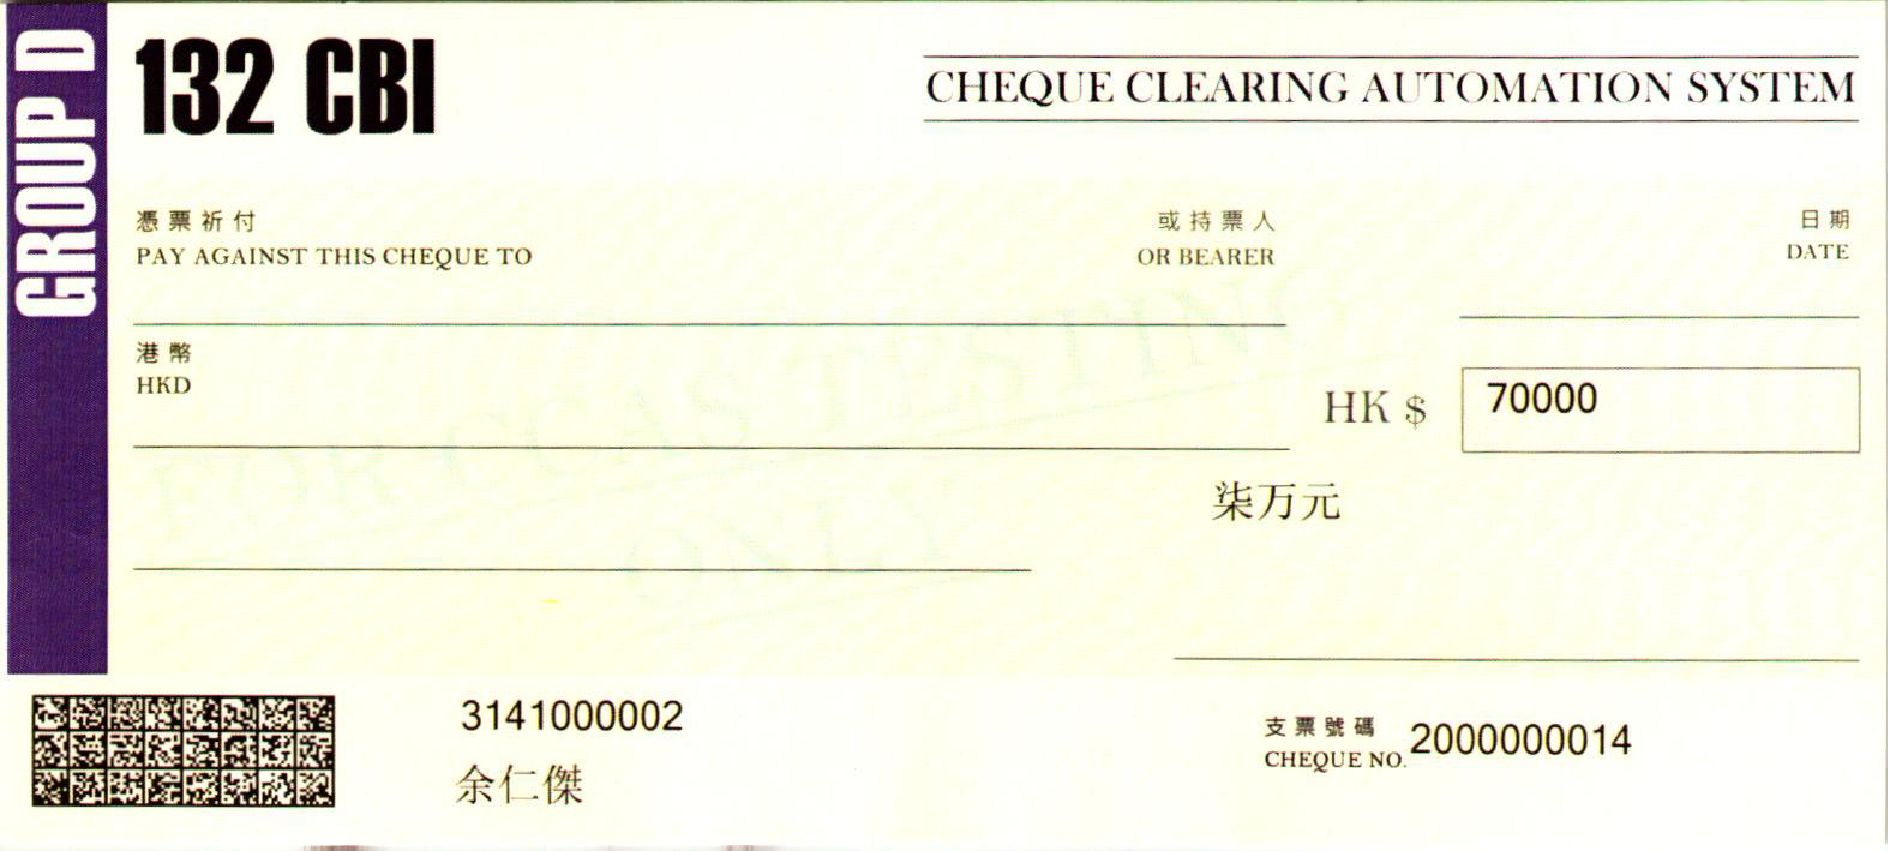 GROUP D
132 CBI
CHEQUE CLEARING AUTOMATION SYSTEM
憑票祈付
或持票人
日期
PAY AGAINST THIS CHEQUE TO
OR BEARER
DATE
港幣
HKD
HK $ 70000
柒万元
FOR CCAS TESTING
ONLY
3141000002
余仁傑
支票號碼
CHEQUE NO. 2000000014